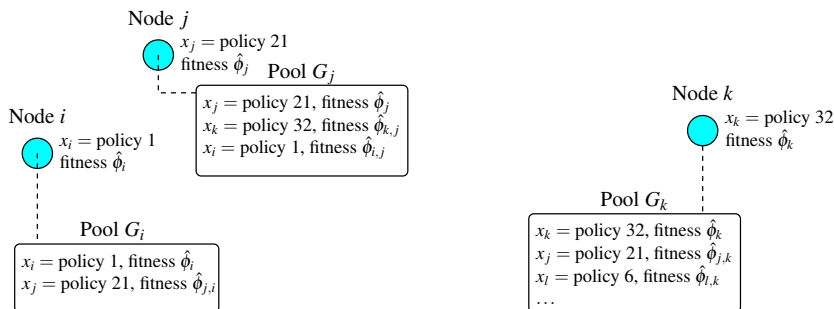 Node j
x_j = policy 21
fitness φ̂_j
Pool G_j
x_j = policy 21, fitness φ̂_j
x_k = policy 32, fitness φ̂_{k,j}
x_i = policy 1, fitness φ̂_{i,j}
Node i
x_i = policy 1
fitness φ̂_i
Pool G_i
x_i = policy 1, fitness φ̂_i
x_j = policy 21, fitness φ̂_{j,i}
Node k
x_k = policy 32
fitness φ̂_k
Pool G_k
x_k = policy 32, fitness φ̂_k
x_j = policy 21, fitness φ̂_{j,k}
x_l = policy 6, fitness φ̂_{l,k}
...